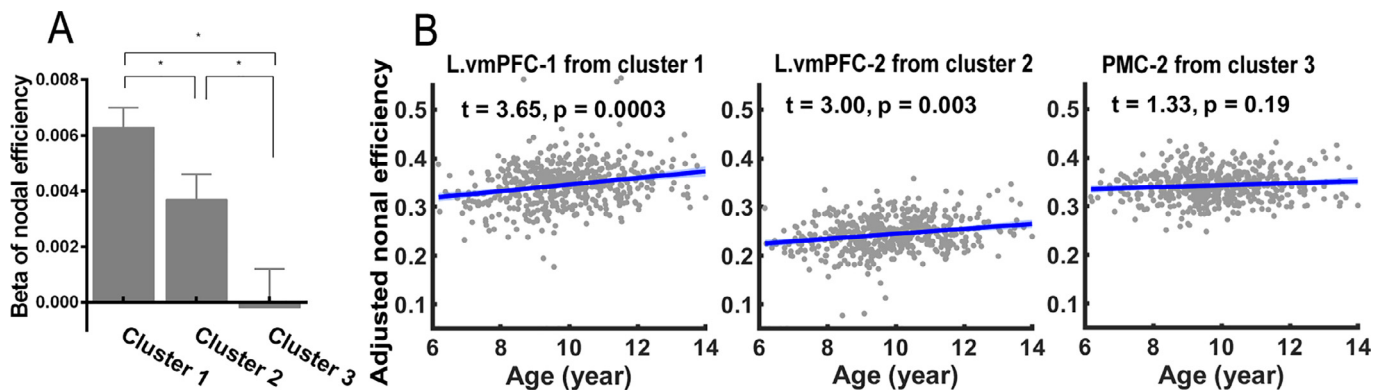 A
B
*
*
*
Beta of nodal efficiency
0.008
0.006
0.004
0.002
0.000
Cluster 1
Cluster 2
Cluster 3
Adjusted nonal efficiency
L.vmPFC-1 from cluster 1
t = 3.65, p = 0.0003
0.5
0.4
0.3
0.2
0.1
6 8 10 12 14
Age (year)
L.vmPFC-2 from cluster 2
t = 3.00, p = 0.003
0.5
0.4
0.3
0.2
0.1
6 8 10 12 14
Age (year)
PMC-2 from cluster 3
t = 1.33, p = 0.19
0.5
0.4
0.3
0.2
0.1
6 8 10 12 14
Age (year)